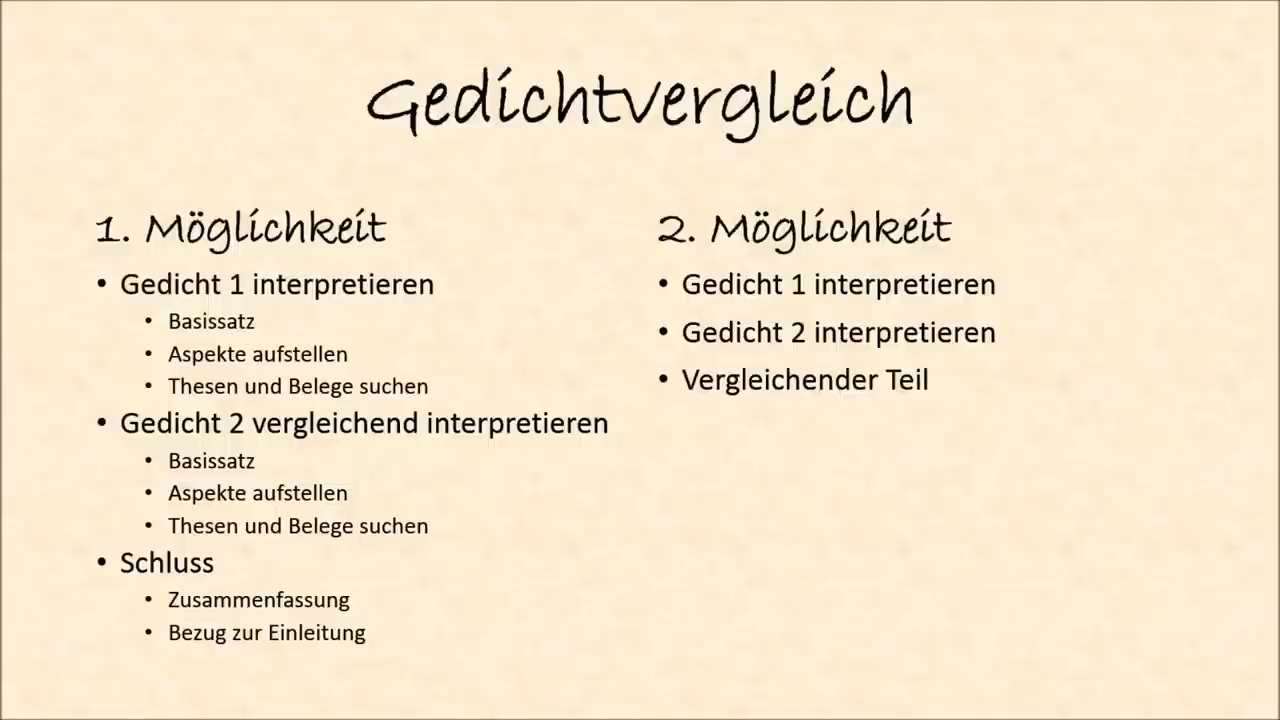 Gedichtvergleich
1. Möglichkeit
• Gedicht 1 interpretieren
• Basissatz
• Aspekte aufstellen
• Thesen und Belege suchen
• Gedicht 2 vergleichend interpretieren
• Basissatz
• Aspekte aufstellen
• Thesen und Belege suchen
• Schluss
• Zusammenfassung
• Bezug zur Einleitung
2. Möglichkeit
• Gedicht 1 interpretieren
• Gedicht 2 interpretieren
• Vergleichender Teil